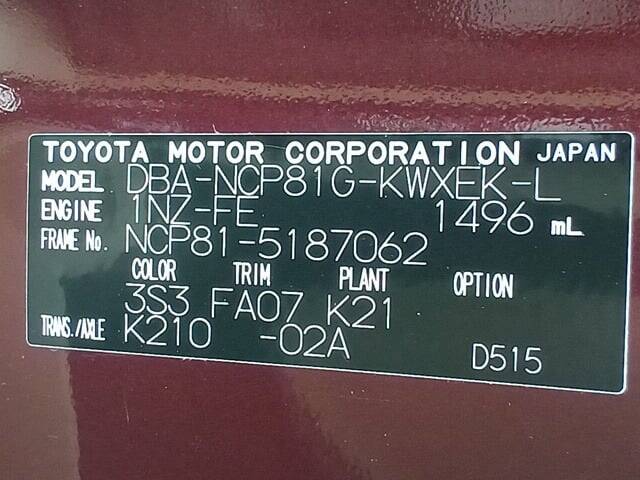 TOYOTA MOTOR CORPORATION JAPAN
MODEL DBA-NCP81G-KWXEK-L
ENGINE 1NZ-FE 1496 mL
FRAME No. NCP81-5187062
COLOR TRIM PLANT OPTION
3S3 FA07 K21
TRANS./AXLE K210 -02A D515